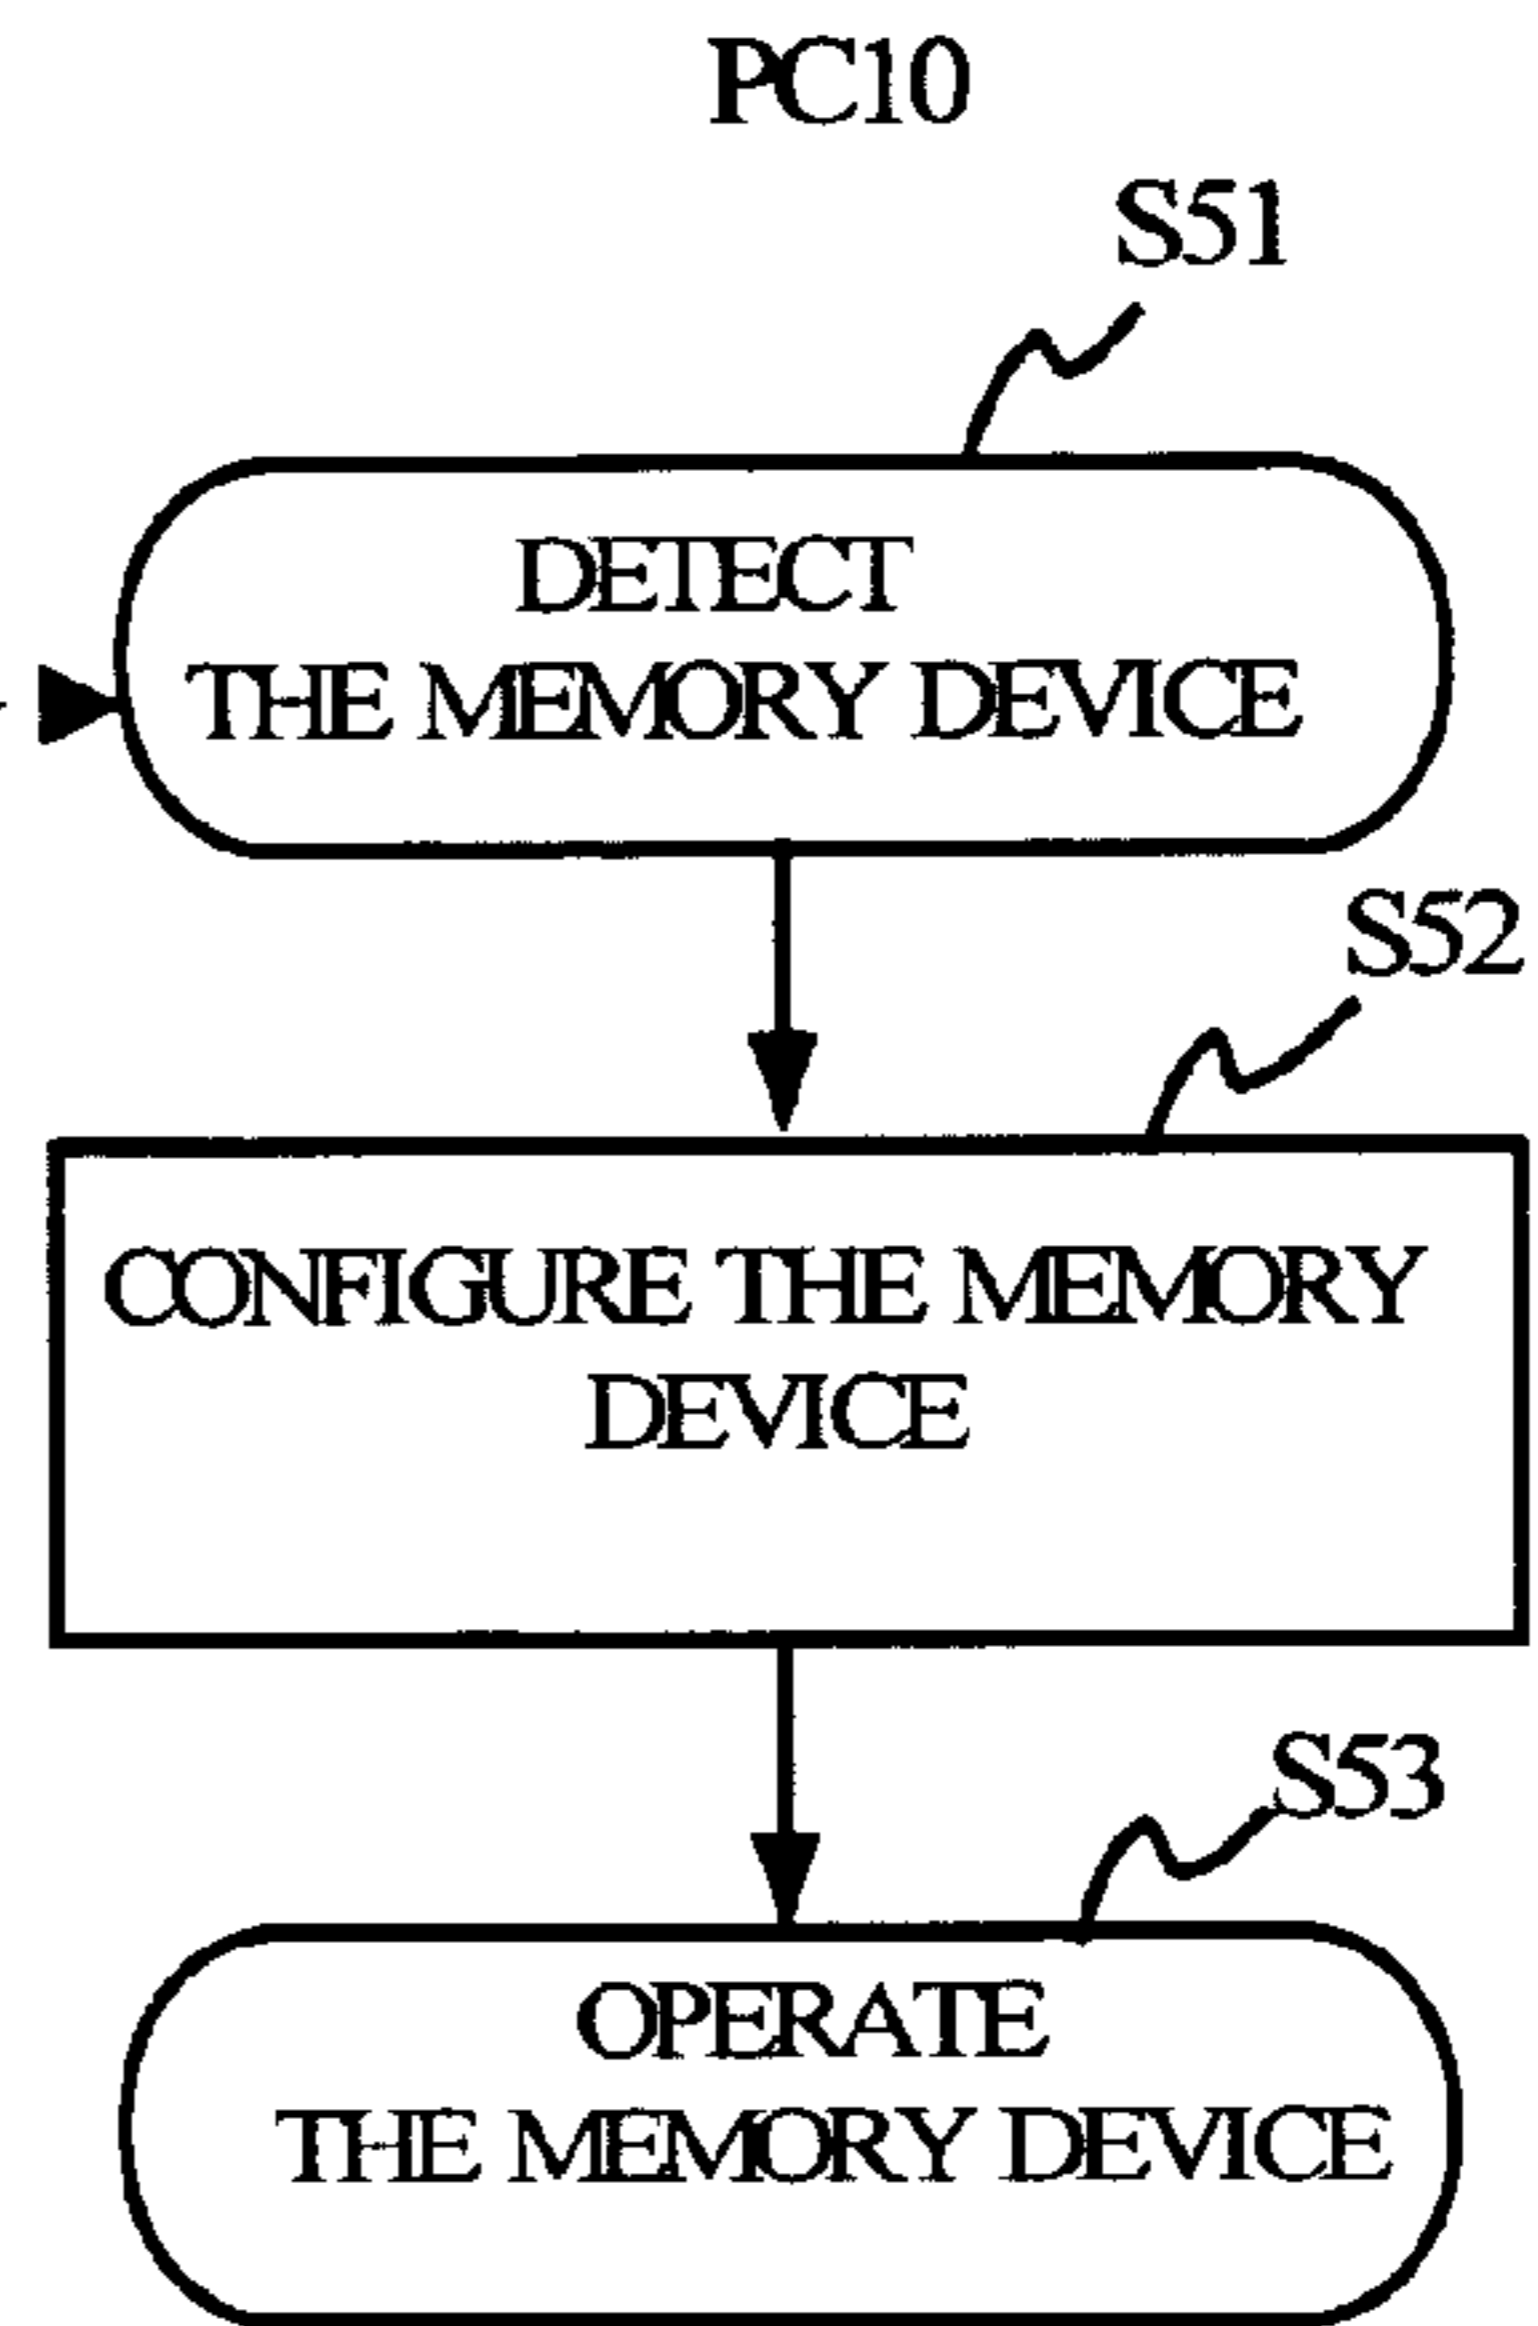 PC10
S51
DETECT
THE MEMORY DEVICE
S52
CONFIGURE THE MEMORY
DEVICE
S53
OPERATE
THE MEMORY DEVICE